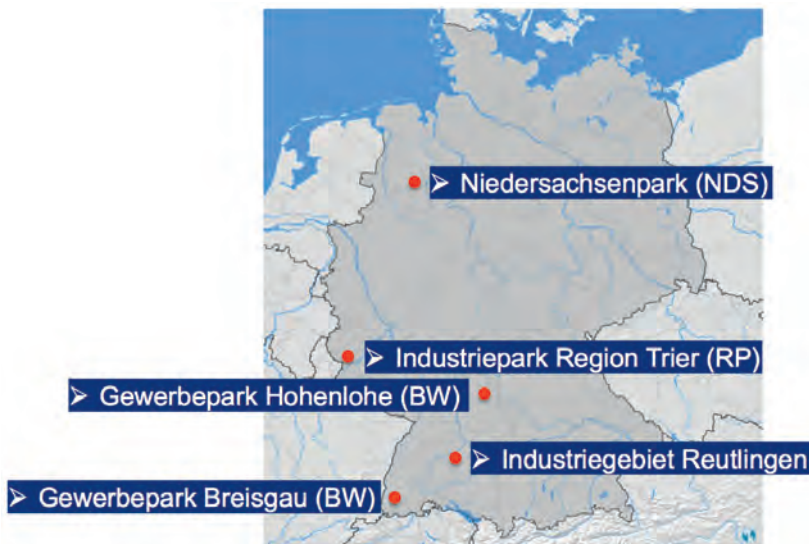 ➢ Niedersachsenpark (NDS)
➢ Industriepark Region Trier (RP)
➢ Gewerbepark Hohenlohe (BW)
➢ Industriegebiet Reutlingen
➢ Gewerbepark Breisgau (BW)